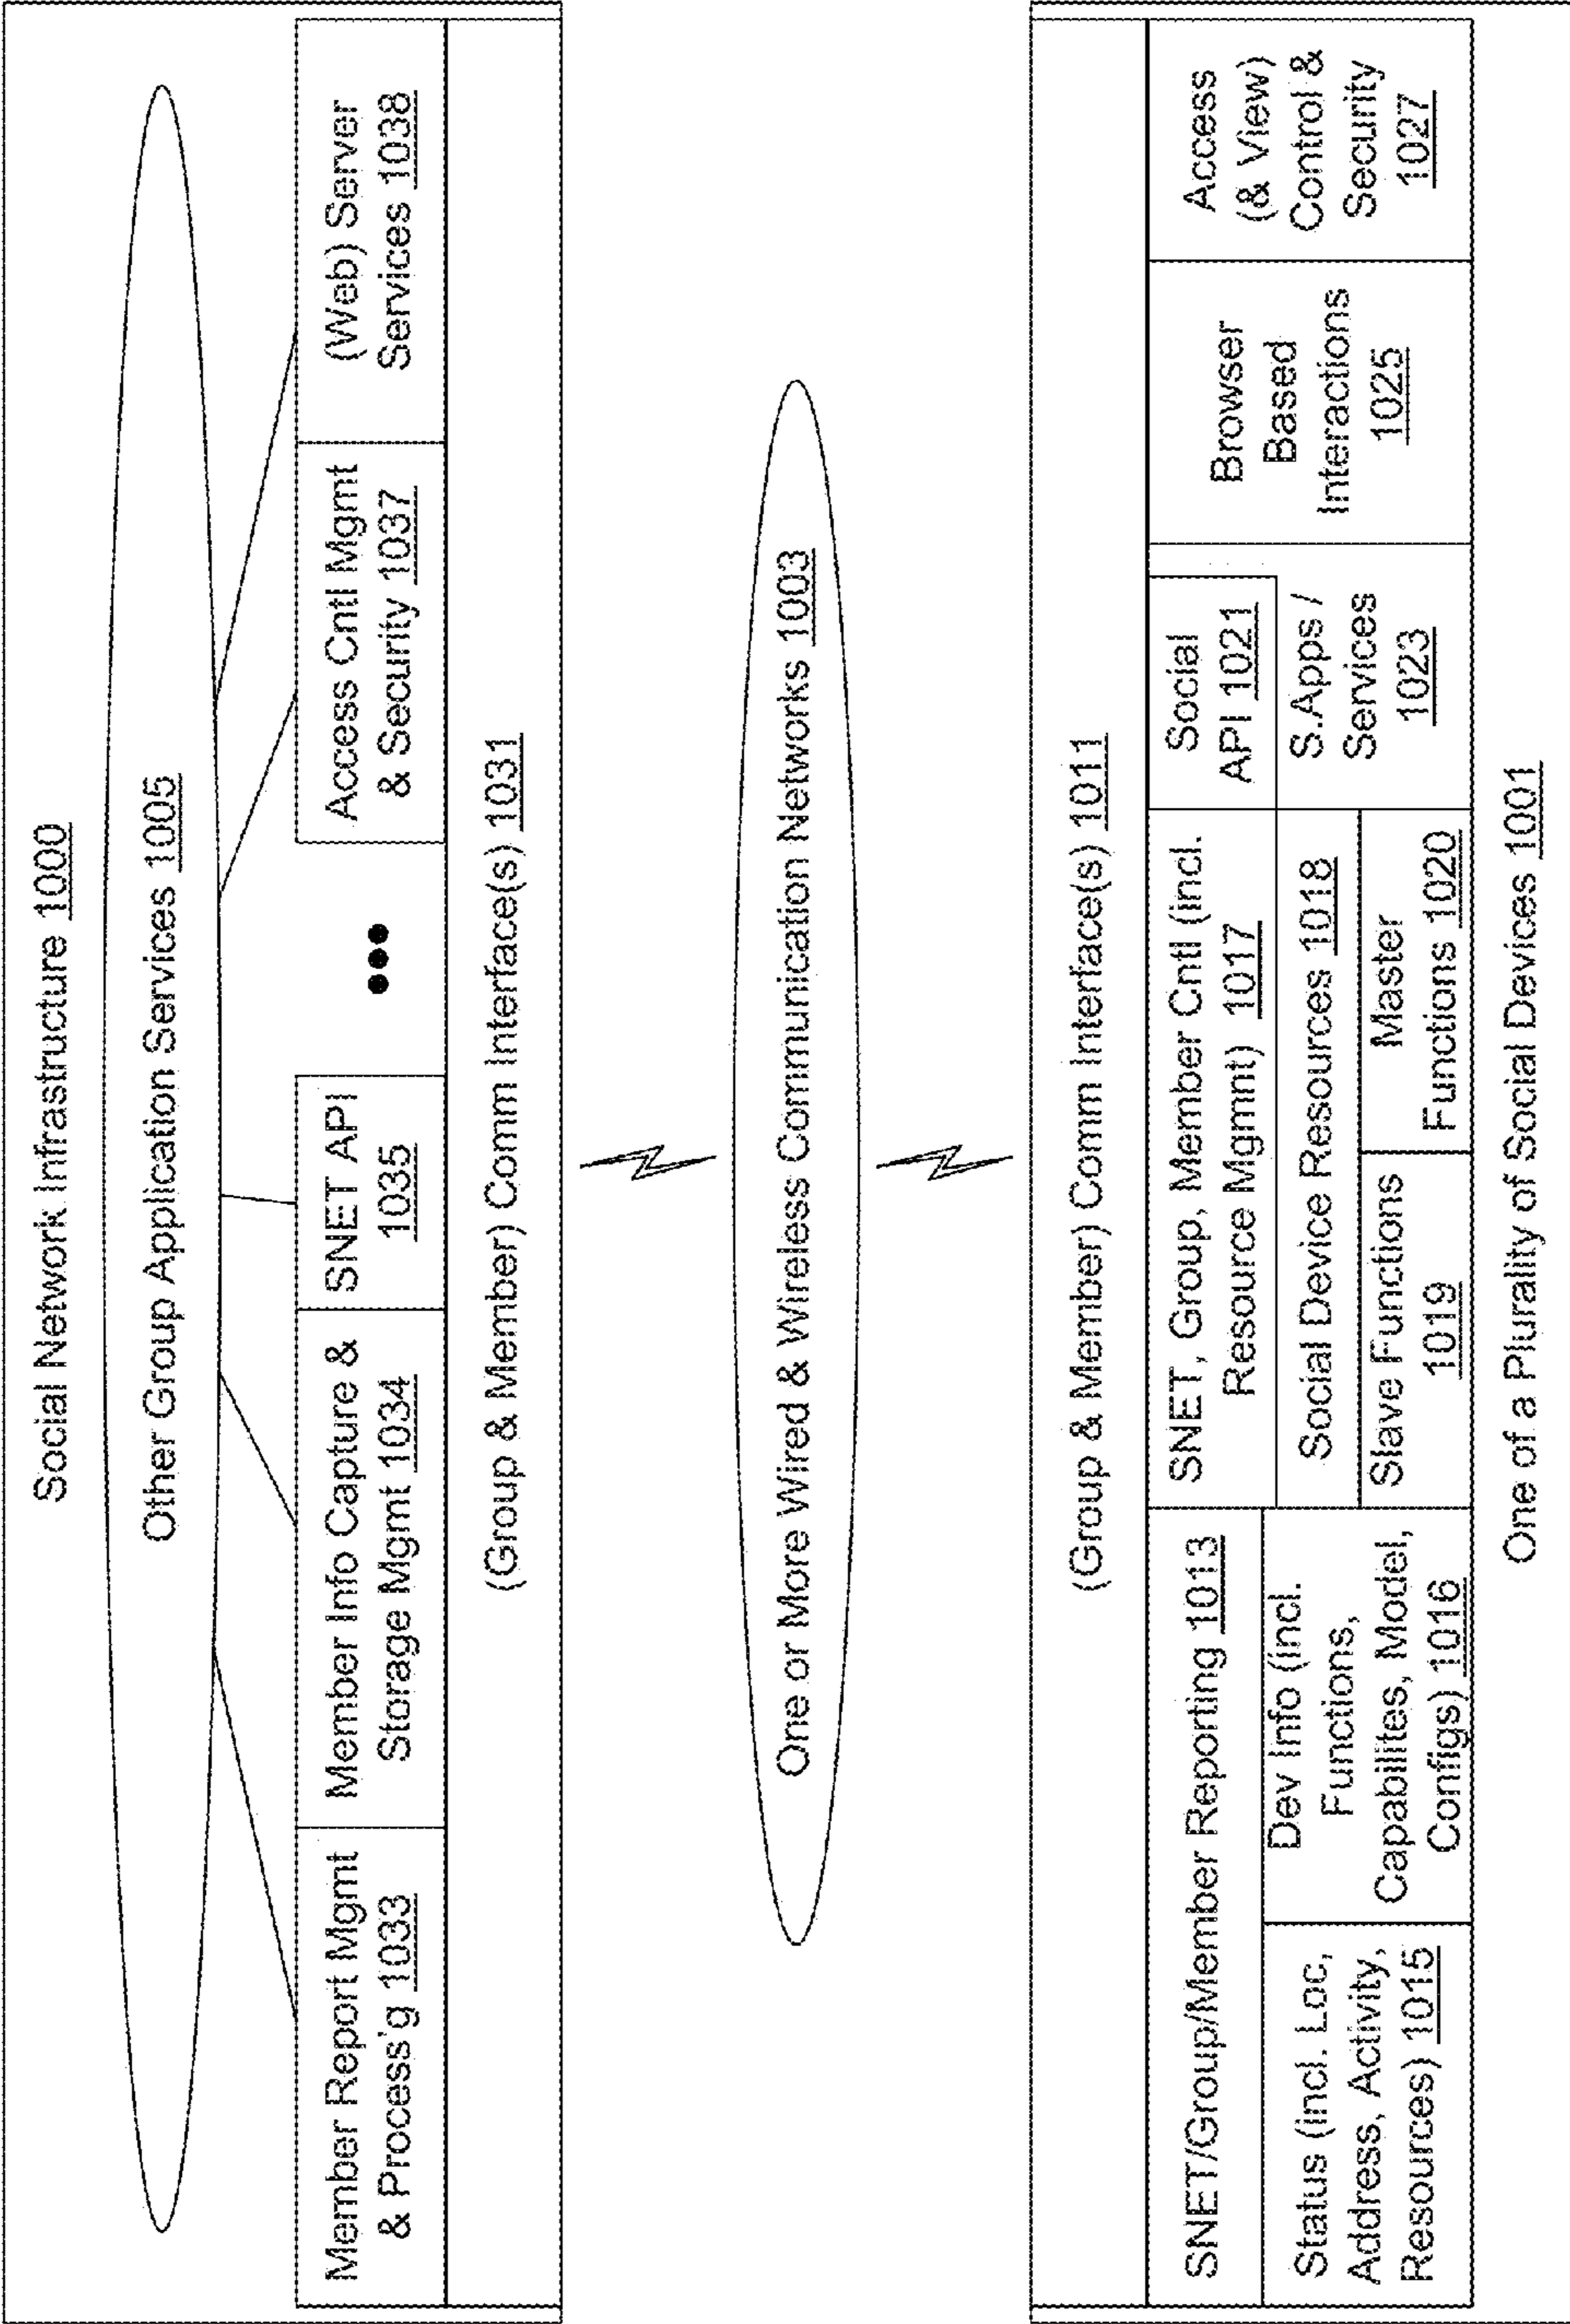 Social Network Infrastructure 1000
Other Group Application Services 1005
Member Report Mgmt
& Process'g 1033
Member Info Capture &
Storage Mgmt 1034
SNET API
1035
●●●
Access Cntl Mgmt
& Security 1037
(Web) Server
Services 1038
(Group & Member) Comm Interface(s) 1031
One or More Wired & Wireless Communication Networks 1003
(Group & Member) Comm Interface(s) 1011
SNET/Group/Member Reporting 1013
Status (incl. Loc,
Address, Activity,
Resources) 1015
Dev Info (incl.
Functions,
Capabilites, Model,
Configs) 1016
SNET, Group, Member Cntl (incl.
Resource Mgmnt) 1017
Social Device Resources 1018
Slave Functions
1019
Master
Functions 1020
Social
API 1021
S.Apps /
Services
1023
Browser
Based
Interactions
1025
Access
(& View)
Control &
Security
1027
One of a Plurality of Social Devices 1001